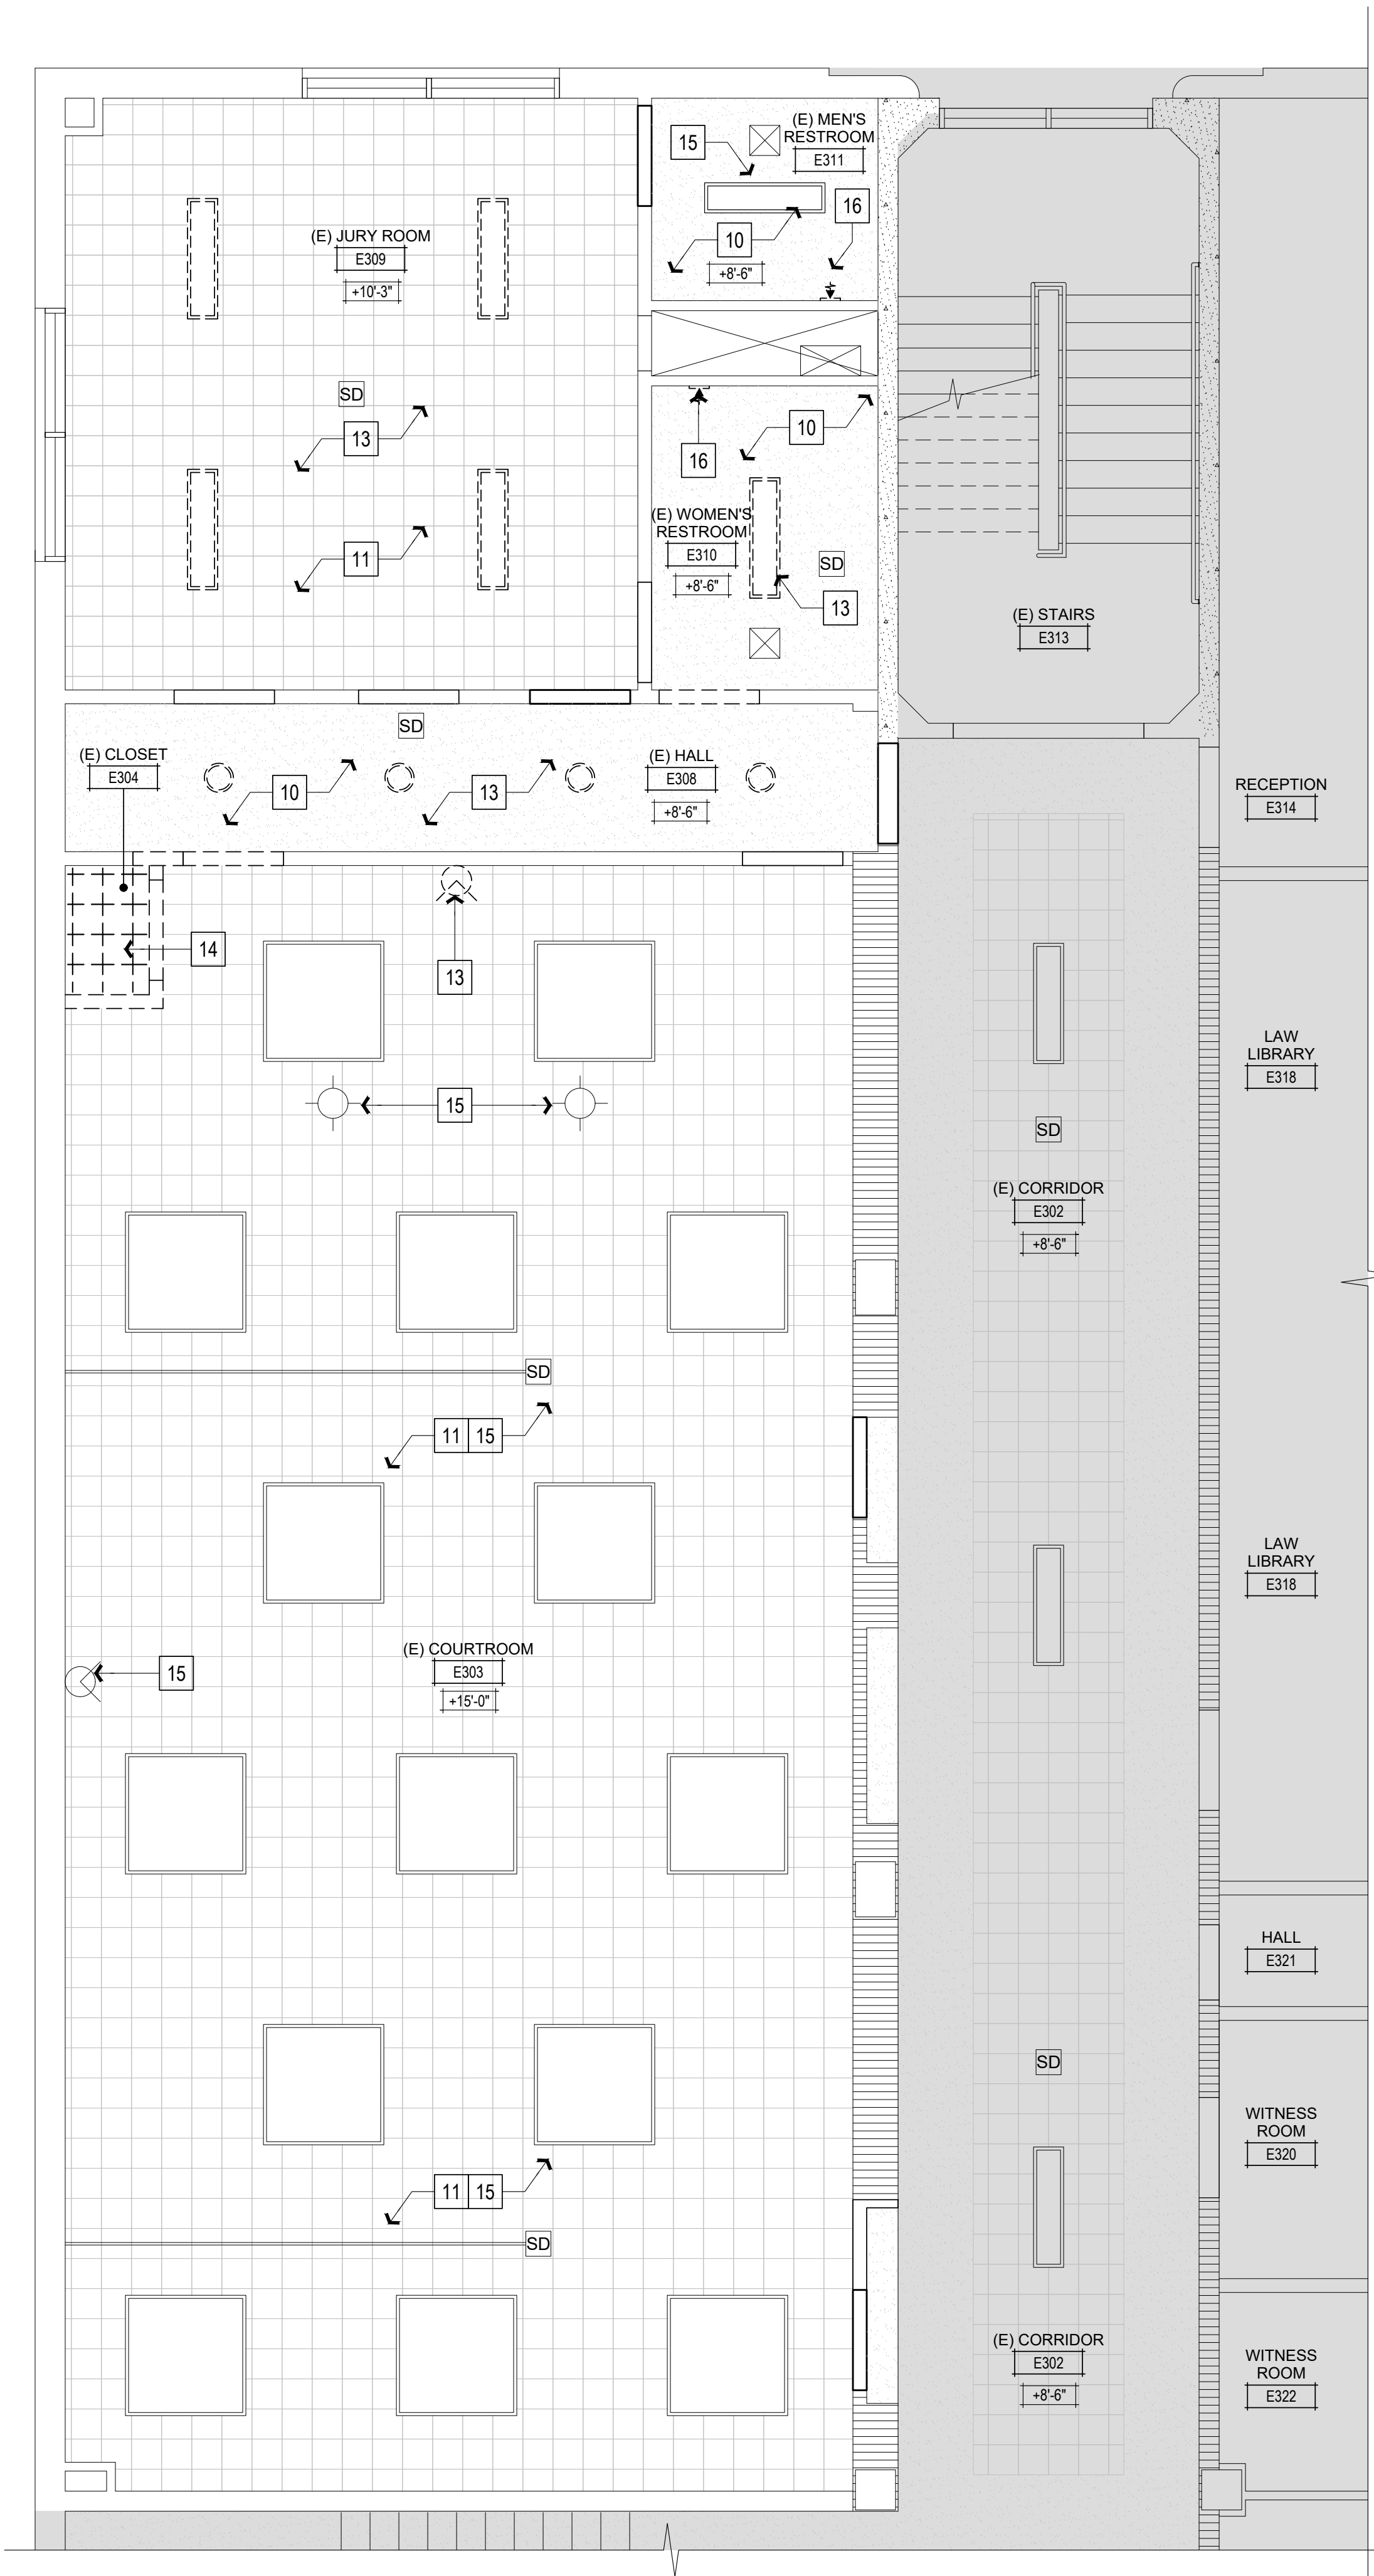 (E) MEN'S
RESTROOM
E311
15
16
10
+8'-6"
(E) JURY ROOM
E309
+10'-3"
SD
13
11
10
16
(E) WOMEN'S
RESTROOM
E310
+8'-6"
SD
13
(E) STAIRS
E313
SD
(E) CLOSET
E304
10
13
(E) HALL
E308
+8'-6"
RECEPTION
E314
14
13
15
LAW
LIBRARY
E318
SD
(E) CORRIDOR
E302
+8'-6"
SD
11 15
LAW
LIBRARY
E318
(E) COURTROOM
E303
+15'-0"
15
HALL
E321
SD
WITNESS
ROOM
E320
11 15
SD
(E) CORRIDOR
E302
+8'-6"
WITNESS
ROOM
E322